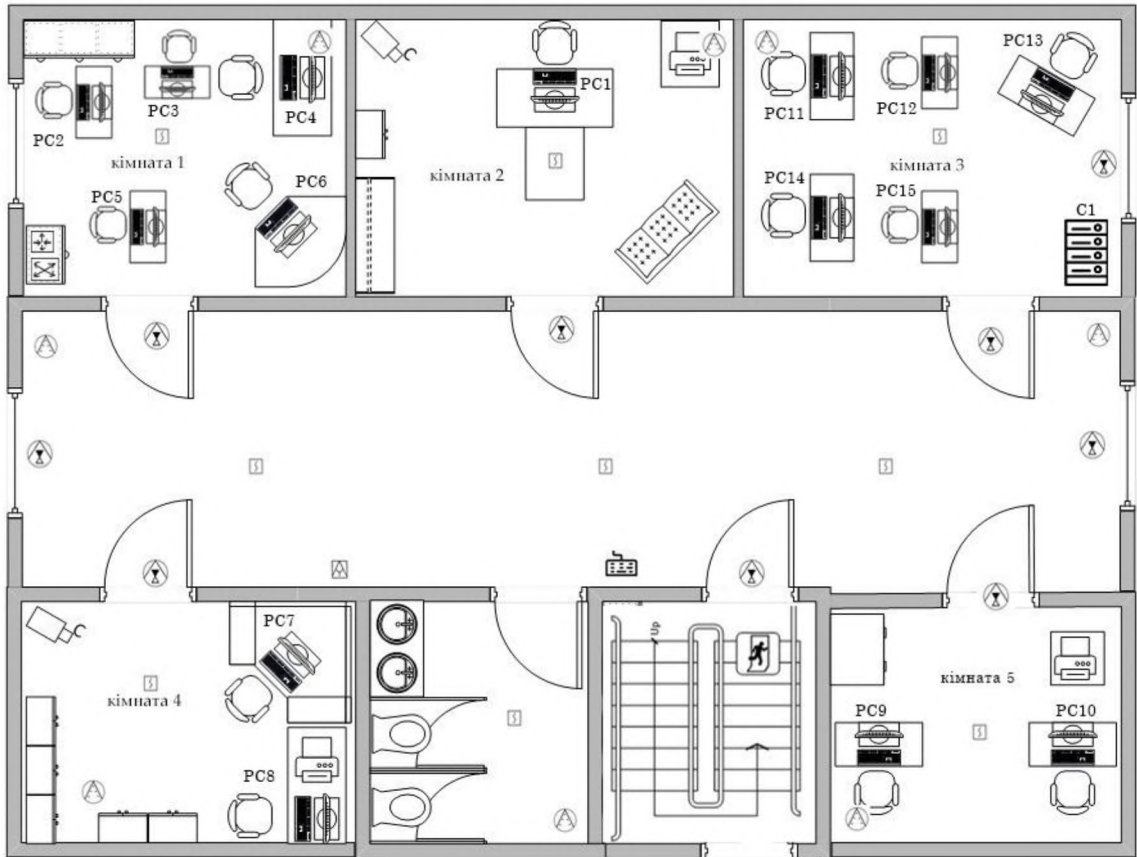 PC2
PC3
PC4
кімната 1
PC5
PC6
PC1
кімната 2
PC11
PC12
PC13
кімната 3
PC14
PC15
C1
PC7
кімната 4
PC8
Up
кімната 5
PC9
PC10